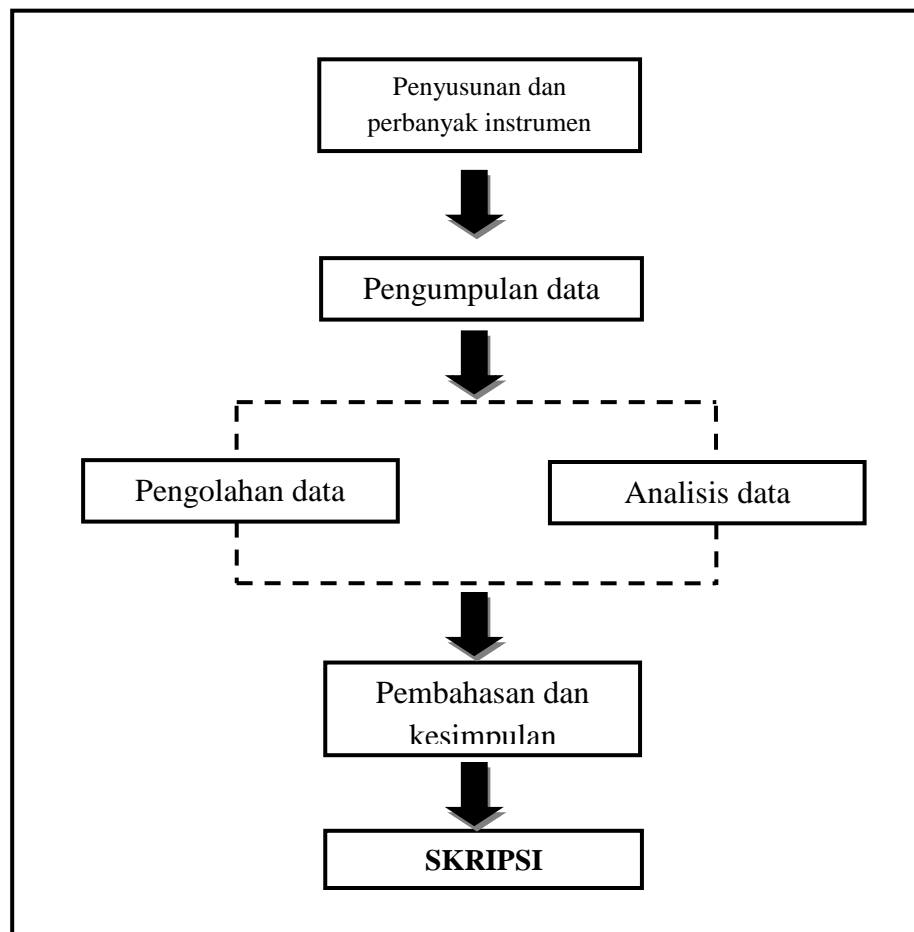 Penyusunan dan
perbanyak instrumen
Pengumpulan data
Pengolahan data
Analisis data
Pembahasan dan
kesimpulan
SKRIPSI